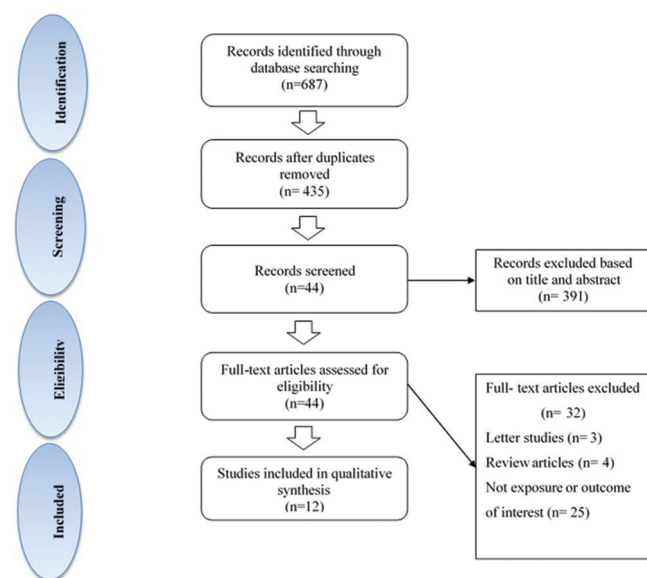 Identification
Records identified through
database searching
(n=687)
Records after duplicates
removed
(n= 435)
Screening
Records screened
(n=44)
Records excluded based
on title and abstract
(n= 391)
Eligibility
Full-text articles assessed for
eligibility
(n=44)
Full- text articles excluded
(n= 32)
Letter studies (n= 3)
Review articles (n= 4)
Not exposure or outcome
of interest (n= 25)
Included
Studies included in qualitative
synthesis
(n=12)